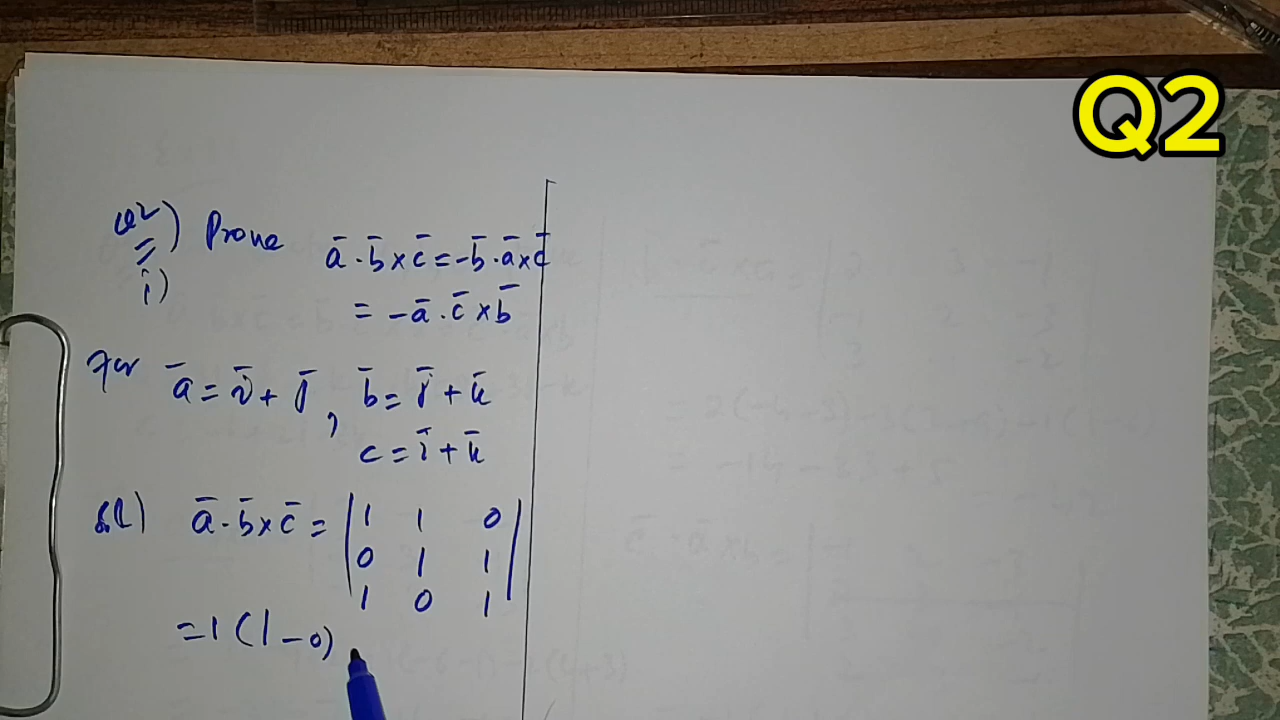 Q2
Q2) Prove a̅ . b̅ × c̅ = -b̅ . a̅ × c̅
i)
= -a̅ . c̅ × b̅
For a̅ = i̅ + j̅ , b̅ = j̅ + k̅
c = i̅ + k̅
Sol) a̅ . b̅ × c̅ = | 1 1 0 |
0 1 1
1 0 1
= 1 ( 1 - 0 )